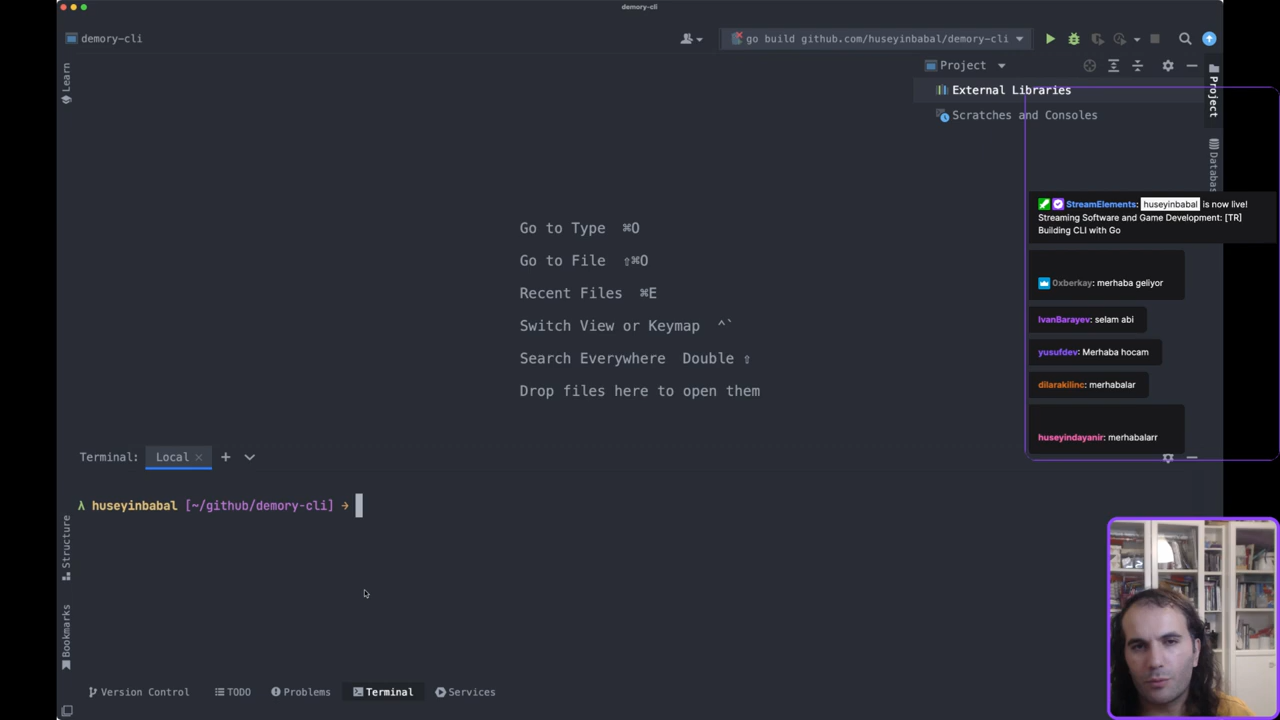 demory-cli
demory-cli
go build github.com/huseyinbabal/demory-cli
Learn
Project
External Libraries
Scratches and Consoles
Project
Databas
Go to Type ⌘O
Go to File ⇧⌘O
Recent Files ⌘E
Switch View or Keymap ^`
Search Everywhere Double ⇧
Drop files here to open them
StreamElements: huseyinbabal is now live!
Streaming Software and Game Development: [TR]
Building CLI with Go
0xberkay: merhaba geliyor
IvanBarayev: selam abi
yusufdev: Merhaba hocam
dilarakilinc: merhabalar
huseyindayanir: merhabalarr
Terminal: Local × +
λ huseyinbabal [~/github/demory-cli] →
Structure
Bookmarks
Version Control TODO Problems Terminal Services